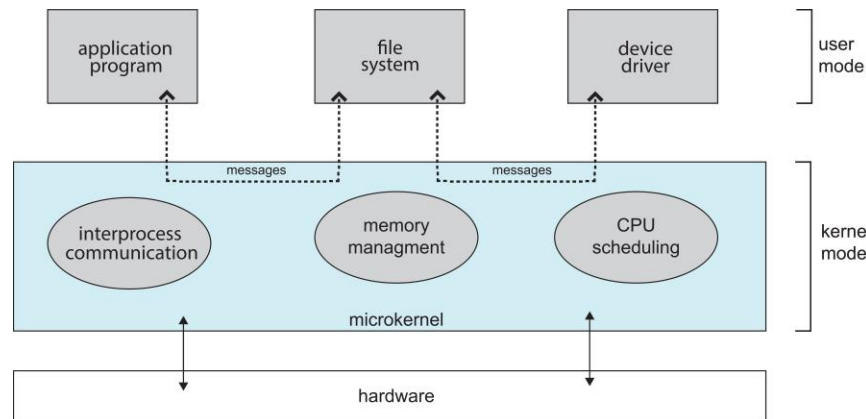 application
program
file
system
device
driver
user
mode
messages
messages
interprocess
communication
memory
managment
CPU
scheduling
kerne
mode
microkernel
hardware